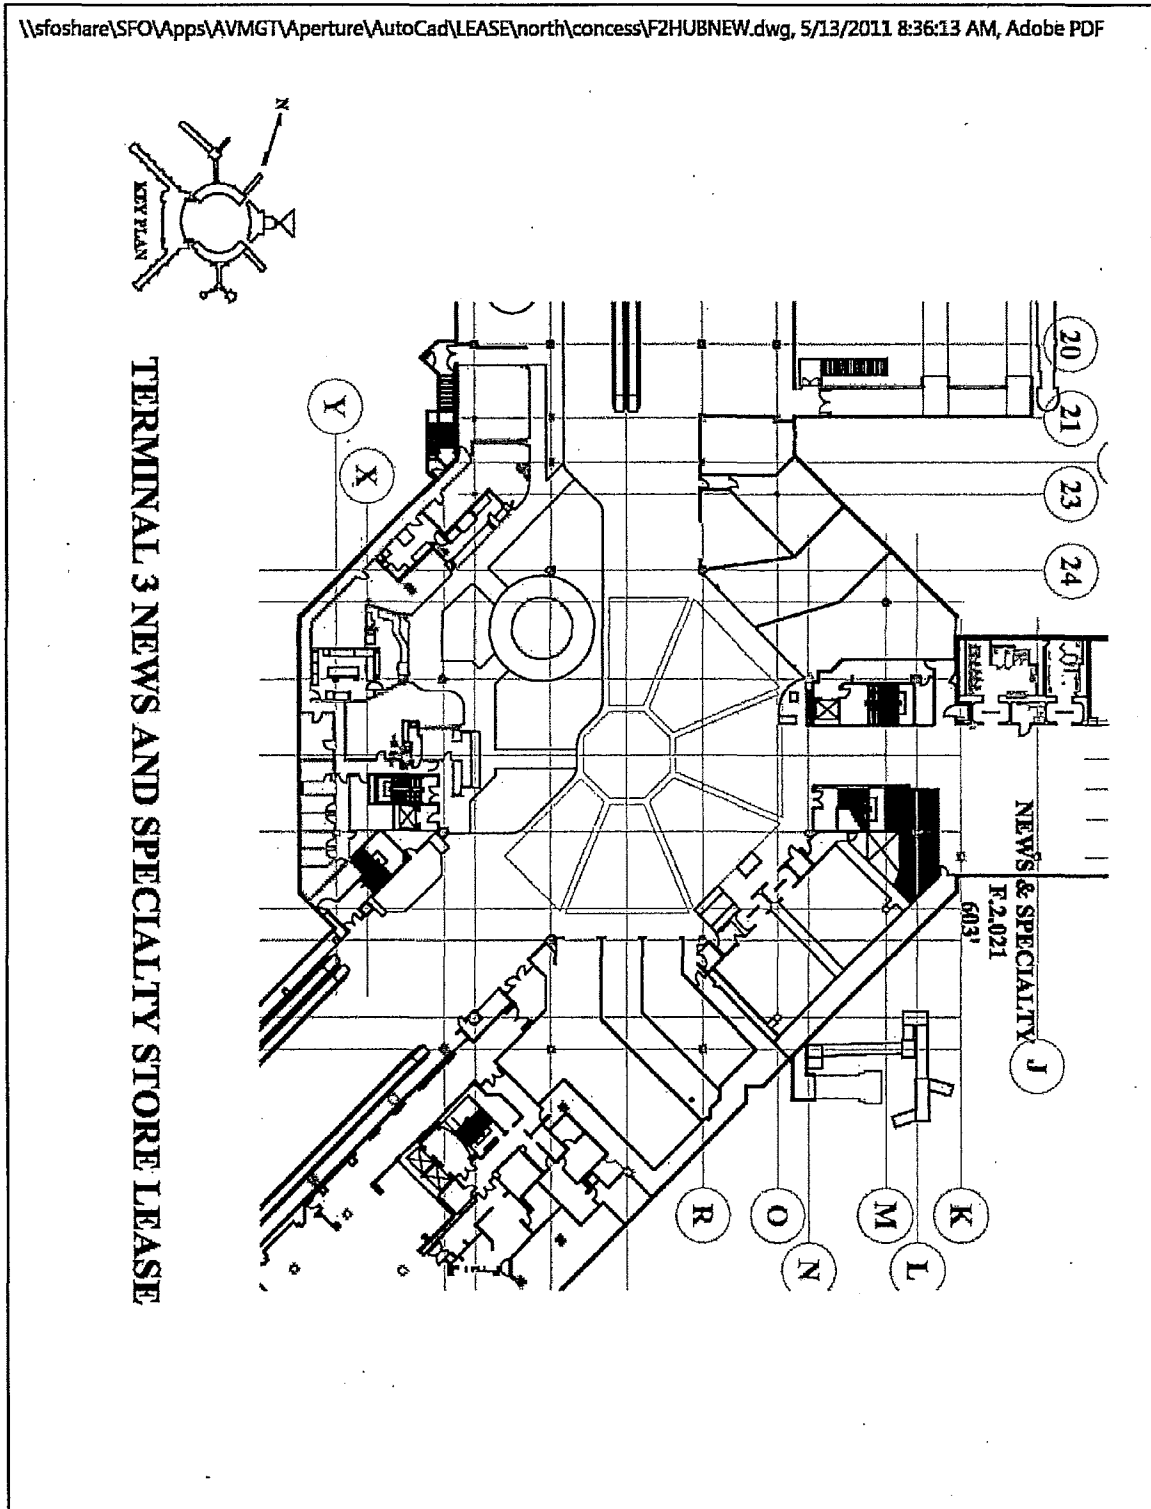 \\sfoshare\SFO\Apps\AVMGT\Aperture\AutoCad\LEASE\north\concess\F2HUBNEW.dwg, 5/13/2011 8:36:13 AM, Adobe PDF
N
KEY PLAN
20
21
23
24
Y
X
NEWS & SPECIALTY
F.2.021
603'
J
K
L
M
N
O
R
TERMINAL 3 NEWS AND SPECIALTY STORE LEASE